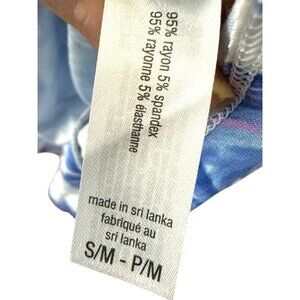 95% rayon 5% spandex
95% rayonne 5% élasthanne
made in sri lanka
fabriqué au
sri lanka
S/M - P/M